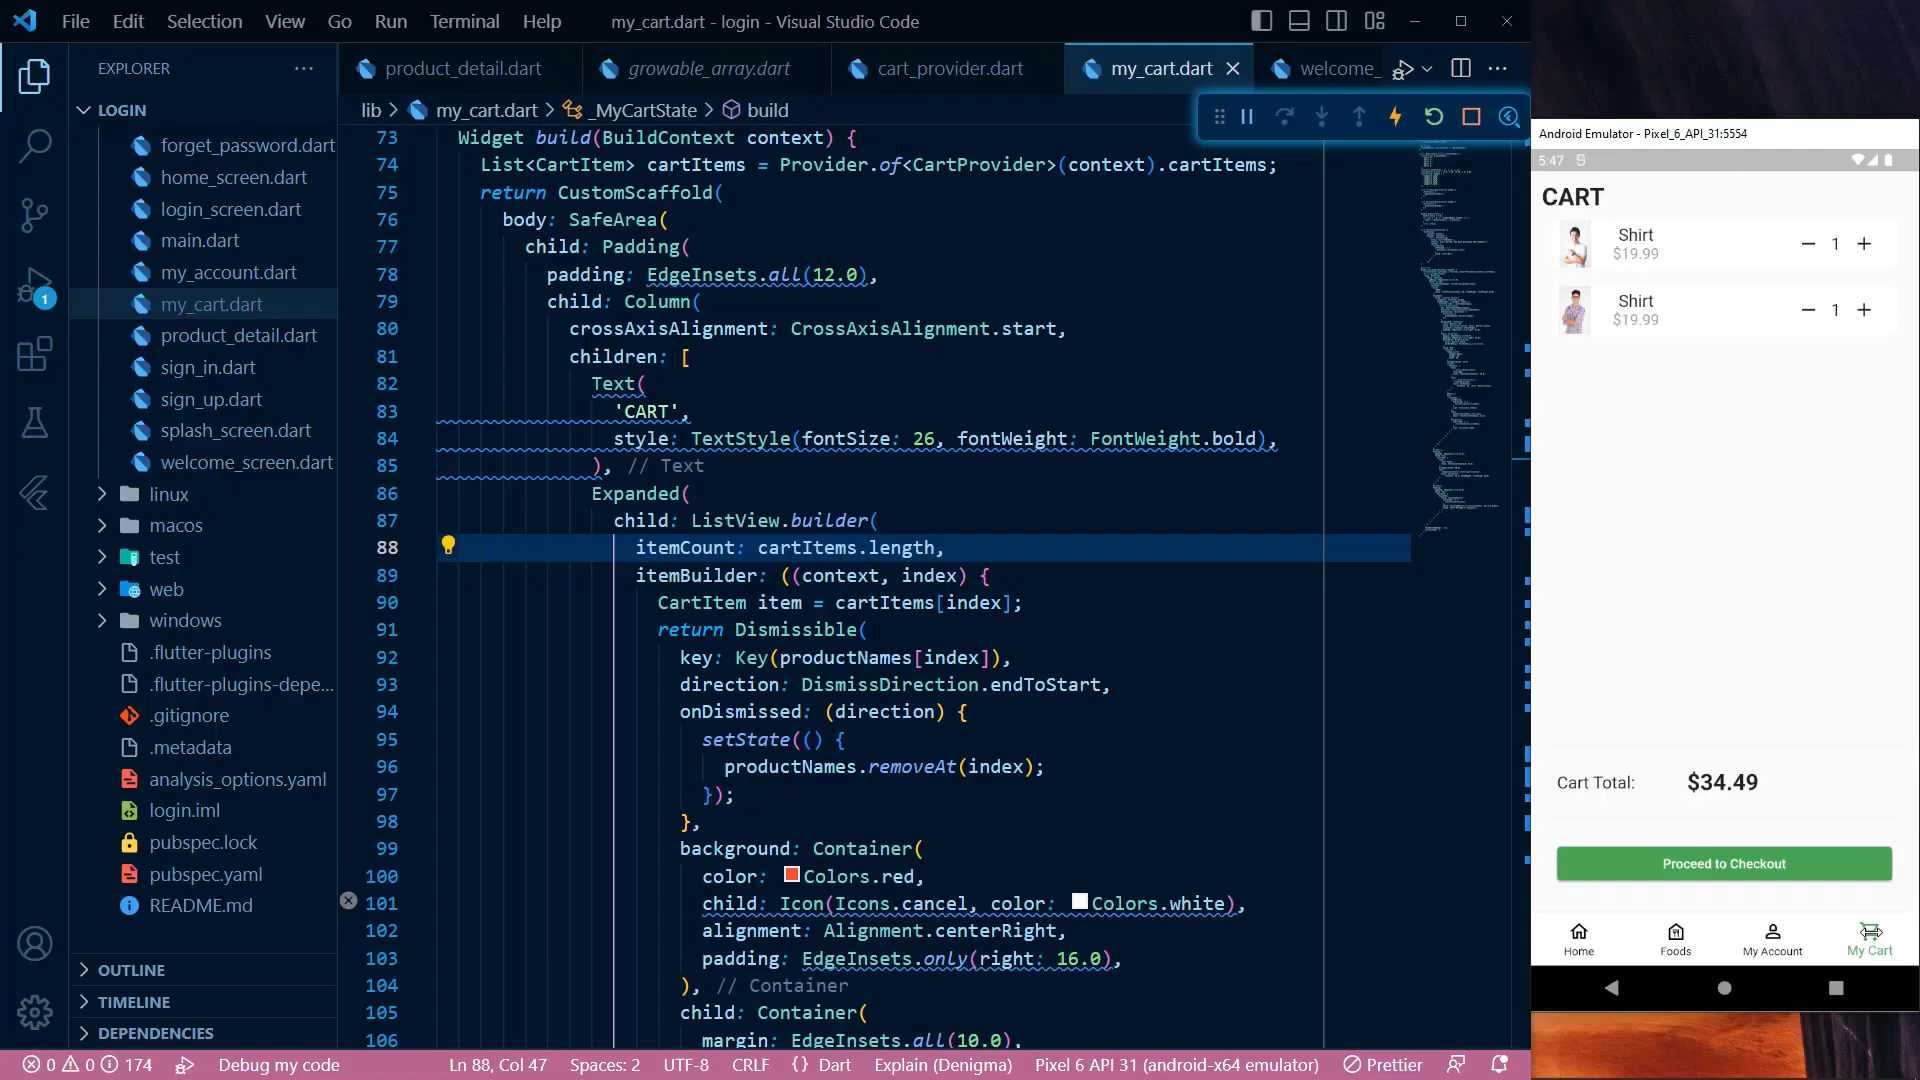 File Edit Selection View Go Run Terminal Help
my_cart.dart - login - Visual Studio Code
EXPLORER
product_detail.dart
growable_array.dart
cart_provider.dart
my_cart.dart
welcome_
LOGIN
lib > my_cart.dart > _MyCartState > build
forget_password.dart
home_screen.dart
login_screen.dart
main.dart
my_account.dart
my_cart.dart
product_detail.dart
sign_in.dart
sign_up.dart
splash_screen.dart
welcome_screen.dart
linux
macos
test
web
windows
.flutter-plugins
.flutter-plugins-depe...
.gitignore
.metadata
analysis_options.yaml
login.iml
pubspec.lock
pubspec.yaml
README.md
OUTLINE
TIMELINE
DEPENDENCIES
1
73 Widget build(BuildContext context) {
74 List<CartItem> cartItems = Provider.of<CartProvider>(context).cartItems;
75 return CustomScaffold(
76 body: SafeArea(
77 child: Padding(
78 padding: EdgeInsets.all(12.0),
79 child: Column(
80 crossAxisAlignment: CrossAxisAlignment.start,
81 children: [
82 Text(
83 'CART',
84 style: TextStyle(fontSize: 26, fontWeight: FontWeight.bold),
85 ), // Text
86 Expanded(
87 child: ListView.builder(
88 itemCount: cartItems.length,
89 itemBuilder: ((context, index) {
90 CartItem item = cartItems[index];
91 return Dismissible(
92 key: Key(productNames[index]),
93 direction: DismissDirection.endToStart,
94 onDismissed: (direction) {
95 setState(() {
96 productNames.removeAt(index);
97 });
98 },
99 background: Container(
100 color: Colors.red,
101 child: Icon(Icons.cancel, color: Colors.white),
102 alignment: Alignment.centerRight,
103 padding: EdgeInsets.only(right: 16.0),
104 ), // Container
105 child: Container(
106 margin: EdgeInsets.all(10.0),
0 0 174 Debug my code
Ln 88, Col 47 Spaces: 2 UTF-8 CRLF {} Dart Explain (Denigma) Pixel 6 API 31 (android-x64 emulator) Prettier
Android Emulator - Pixel_6_API_31:5554
5:47
CART
Shirt
$19.99
1
Shirt
$19.99
1
Cart Total: $34.49
Proceed to Checkout
Home Foods My Account My Cart